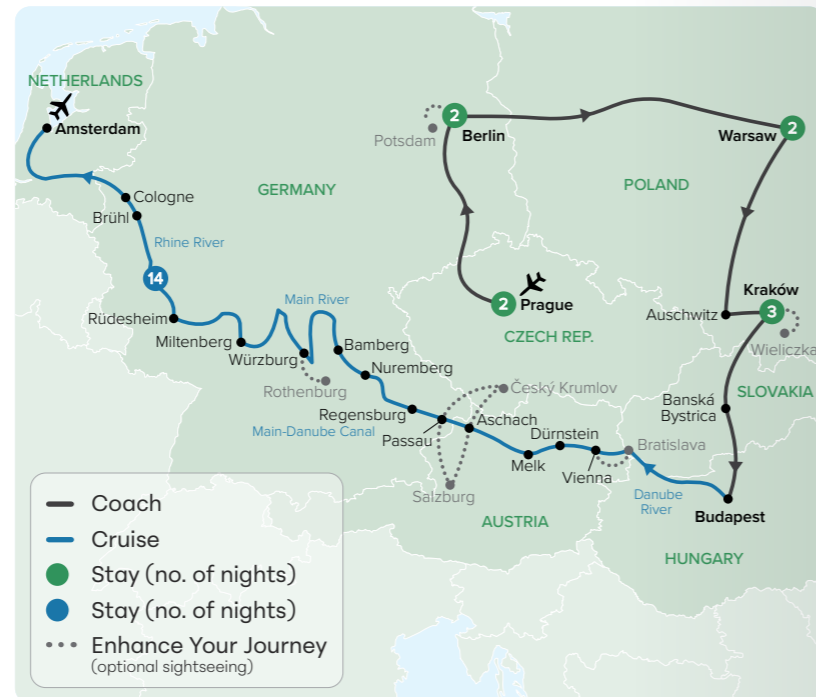 NETHERLANDS
Amsterdam
Cologne
Brühl
Rhine River
14
Rüdesheim
Miltenberg
GERMANY
Main River
Würzburg
Rothenburg
Bamberg
Nuremberg
Regensburg
Main-Danube Canal
Passau
Aschach
Český Krumlov
Salzburg
Melk
Dürnstein
Vienna
Bratislava
AUSTRIA
Danube
River
Budapest
HUNGARY
Potsdam
2
Berlin
2
Prague
CZECH REP.
Warsaw
2
POLAND
Kraków
3
Auschwitz
Wieliczka
SLOVAKIA
Banská
Bystrica
Coach
Cruise
Stay (no. of nights)
Stay (no. of nights)
Enhance Your Journey
(optional sightseeing)